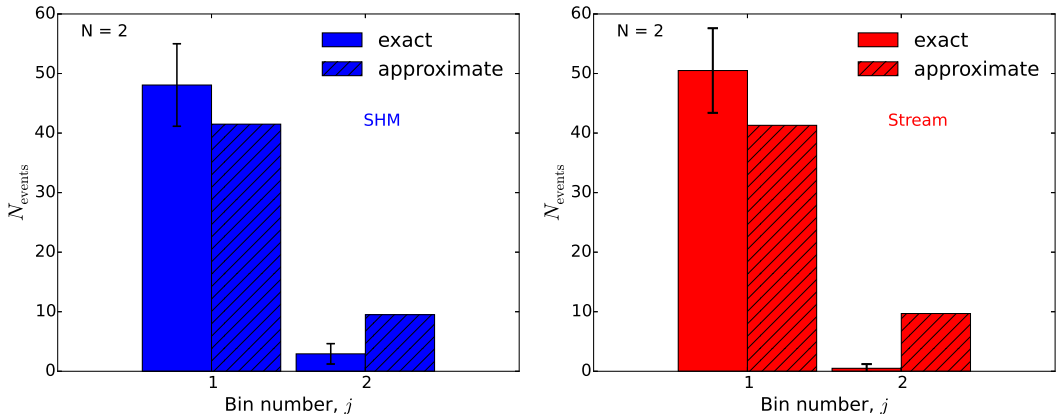 60
50
40
30
20
10
0
N = 2
exact
approximate
SHM
N_events
1
2
Bin number, j
60
50
40
30
20
10
0
N = 2
exact
approximate
Stream
N_events
1
2
Bin number, j